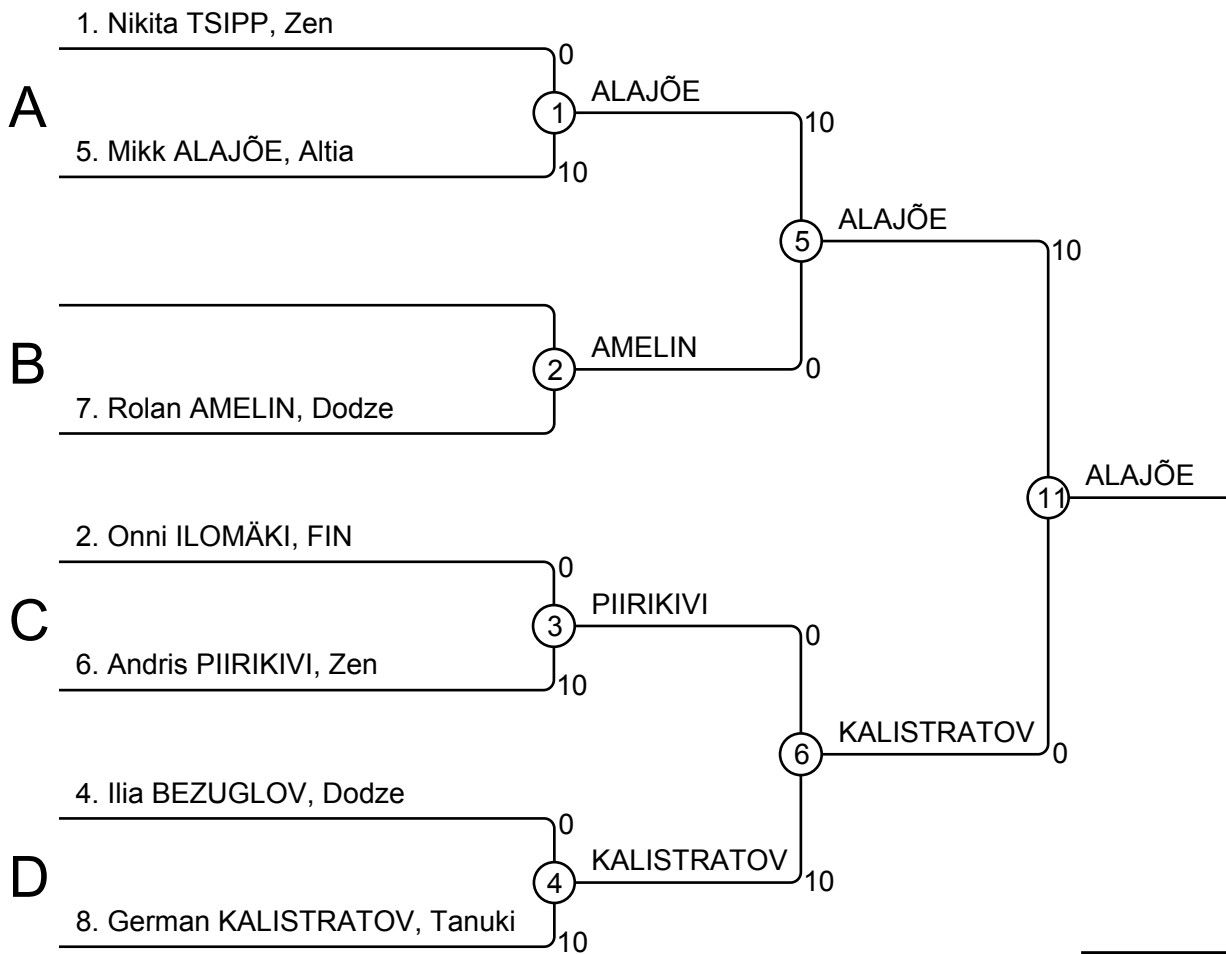 1. Nikita TSIPP, Zen
0
A
1
ALAJÕE
10
5. Mikk ALAJÕE, Altia
10
5
ALAJÕE
10
B
2
AMELIN
0
7. Rolan AMELIN, Dodze
11
ALAJÕE
2. Onni ILOMÄKI, FIN
0
C
3
PIIRIKIVI
0
6. Andris PIIRIKIVI, Zen
10
6
KALISTRATOV
0
4. Ilia BEZUGLOV, Dodze
0
D
4
KALISTRATOV
10
8. German KALISTRATOV, Tanuki
10